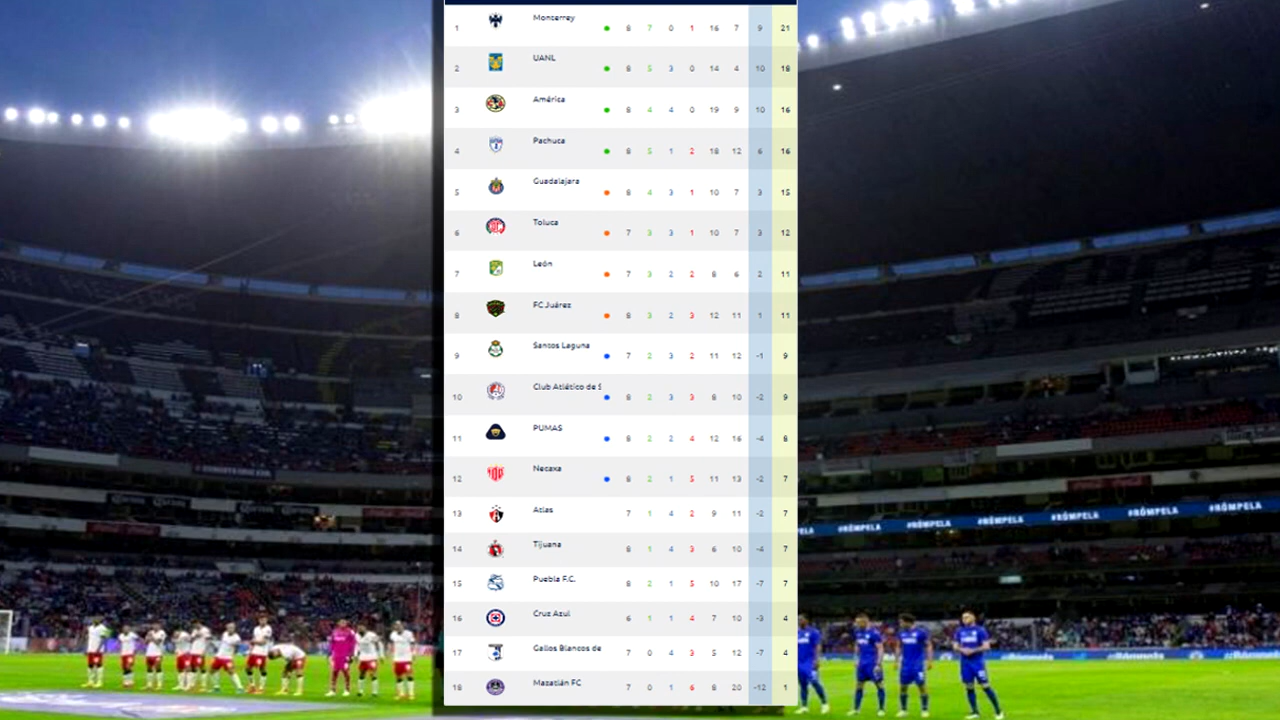 1 Monterrey 8 7 0 1 16 7 9 21
2 UANL 8 5 3 0 14 4 10 18
3 América 8 4 4 0 19 9 10 16
4 Pachuca 8 5 1 2 18 12 6 16
5 Guadalajara 8 4 3 1 10 7 3 15
6 Toluca 7 3 3 1 10 7 3 12
7 León 7 3 2 2 8 6 2 11
8 FC Juárez 8 3 2 3 12 11 1 11
9 Santos Laguna 7 2 3 2 11 12 -1 9
10 Club Atlético de S 8 2 3 3 8 10 -2 9
11 PUMAS 8 2 2 4 12 16 -4 8
12 Necaxa 8 2 1 5 11 13 -2 7
13 Atlas 7 1 4 2 9 11 -2 7
14 Tijuana 8 1 4 3 6 10 -4 7
15 Puebla F.C. 8 2 1 5 10 17 -7 7
16 Cruz Azul 6 1 1 4 7 10 -3 4
17 Gallos Blancos de 7 0 4 3 5 12 -7 4
18 Mazatlán FC 7 0 1 6 8 20 -12 1
#RÓMPELA #RÓMPELA #RÓMPELA #RÓMPELA #RÓMPELA